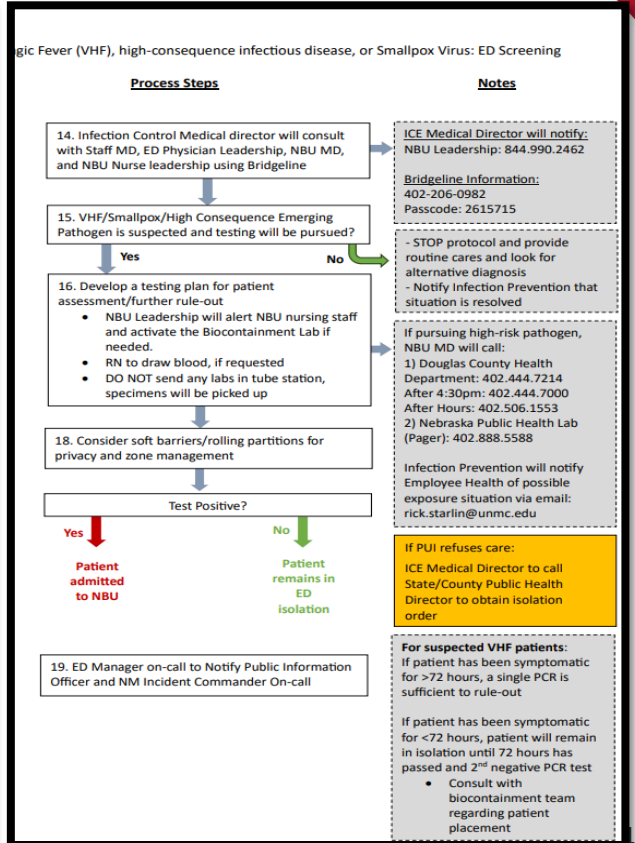 gic Fever (VHF), high-consequence infectious disease, or Smallpox Virus: ED Screening
Process Steps
14. Infection Control Medical director will consult
with Staff MD, ED Physician Leadership, NBU MD,
and NBU Nurse leadership using Bridgeline
15. VHF/Smallpox/High Consequence Emerging
Pathogen is suspected and testing will be pursued?
Yes
No
16. Develop a testing plan for patient
assessment/further rule-out
• NBU Leadership will alert NBU nursing staff
and activate the Biocontainment Lab if
needed.
• RN to draw blood, if requested
• DO NOT send any labs in tube station,
specimens will be picked up
18. Consider soft barriers/rolling partitions for
privacy and zone management
Test Positive?
Yes
No
Patient
admitted
to NBU
Patient
remains in
ED
isolation
19. ED Manager on-call to Notify Public Information
Officer and NM Incident Commander On-call
Notes
ICE Medical Director will notify:
NBU Leadership: 844.990.2462
Bridgeline Information:
402-206-0982
Passcode: 2615715
- STOP protocol and provide
routine cares and look for
alternative diagnosis
- Notify Infection Prevention that
situation is resolved
If pursuing high-risk pathogen,
NBU MD will call:
1) Douglas County Health
Department: 402.444.7214
After 4:30pm: 402.444.7000
After Hours: 402.506.1553
2) Nebraska Public Health Lab
(Pager): 402.888.5588
Infection Prevention will notify
Employee Health of possible
exposure situation via email:
rick.starlin@unmc.edu
If PUI refuses care:
ICE Medical Director to call
State/County Public Health
Director to obtain isolation
order
For suspected VHF patients:
If patient has been symptomatic
for >72 hours, a single PCR is
sufficient to rule-out
If patient has been symptomatic
for <72 hours, patient will remain
in isolation until 72 hours has
passed and 2nd negative PCR test
• Consult with
biocontainment team
regarding patient
placement